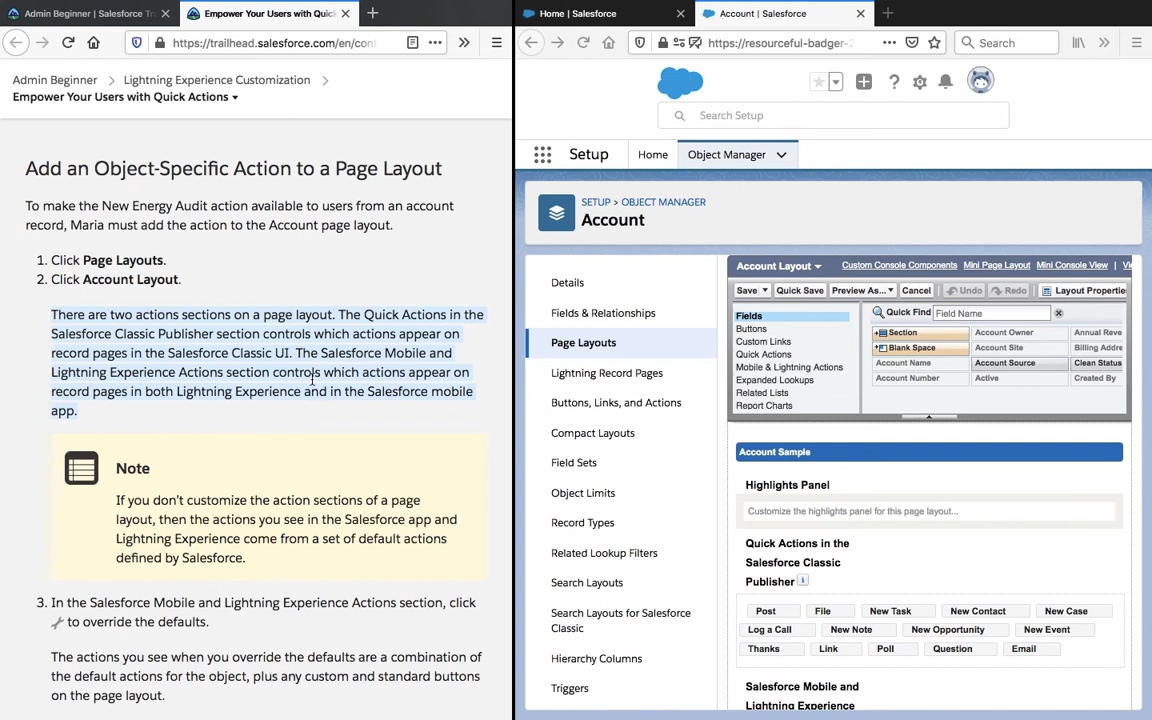 Admin Beginner | Salesforce Tr
Empower Your Users with Quick
https://trailhead.salesforce.com/en/con
Admin Beginner
Lightning Experience Customization
Empower Your Users with Quick Actions
Add an Object-Specific Action to a Page Layout
To make the New Energy Audit action available to users from an account
record, Maria must add the action to the Account page layout.
1. Click Page Layouts.
2. Click Account Layout.
There are two actions sections on a page layout. The Quick Actions in the
Salesforce Classic Publisher section controls which actions appear on
record pages in the Salesforce Classic UI. The Salesforce Mobile and
Lightning Experience Actions section controls which actions appear on
record pages in both Lightning Experience and in the Salesforce mobile
app.
Note
If you don't customize the action sections of a page
layout, then the actions you see in the Salesforce app and
Lightning Experience come from a set of default actions
defined by Salesforce.
3. In the Salesforce Mobile and Lightning Experience Actions section, click
to override the defaults.
The actions you see when you override the defaults are a combination of
the default actions for the object, plus any custom and standard buttons
on the page layout.
Home | Salesforce
Account | Salesforce
https://resourceful-badger-2
Search
Search Setup
Setup
Home
Object Manager
SETUP > OBJECT MANAGER
Account
Details
Fields & Relationships
Page Layouts
Lightning Record Pages
Buttons, Links, and Actions
Compact Layouts
Field Sets
Object Limits
Record Types
Related Lookup Filters
Search Layouts
Search Layouts for Salesforce
Classic
Hierarchy Columns
Triggers
Account Layout
Custom Console Components
Mini Page Layout
Mini Console View
|
Vi
Save
Quick Save
Preview As...
Cancel
Undo
Redo
Layout Propertie
Fields
Buttons
Custom Links
Quick Actions
Mobile & Lightning Actions
Expanded Lookups
Related Lists
Report Charts
Quick Find
Field Name
Section
Account Owner
Annual Reve
Blank Space
Account Site
Billing Addre
Account Name
Account Source
Clean Status
Account Number
Active
Created By
Account Sample
Highlights Panel
Customize the highlights panel for this page layout...
Quick Actions in the
Salesforce Classic
Publisher
Post
File
New Task
New Contact
New Case
Log a Call
New Note
New Opportunity
New Event
Thanks
Link
Poll
Question
Email
Salesforce Mobile and
Lightning Experience